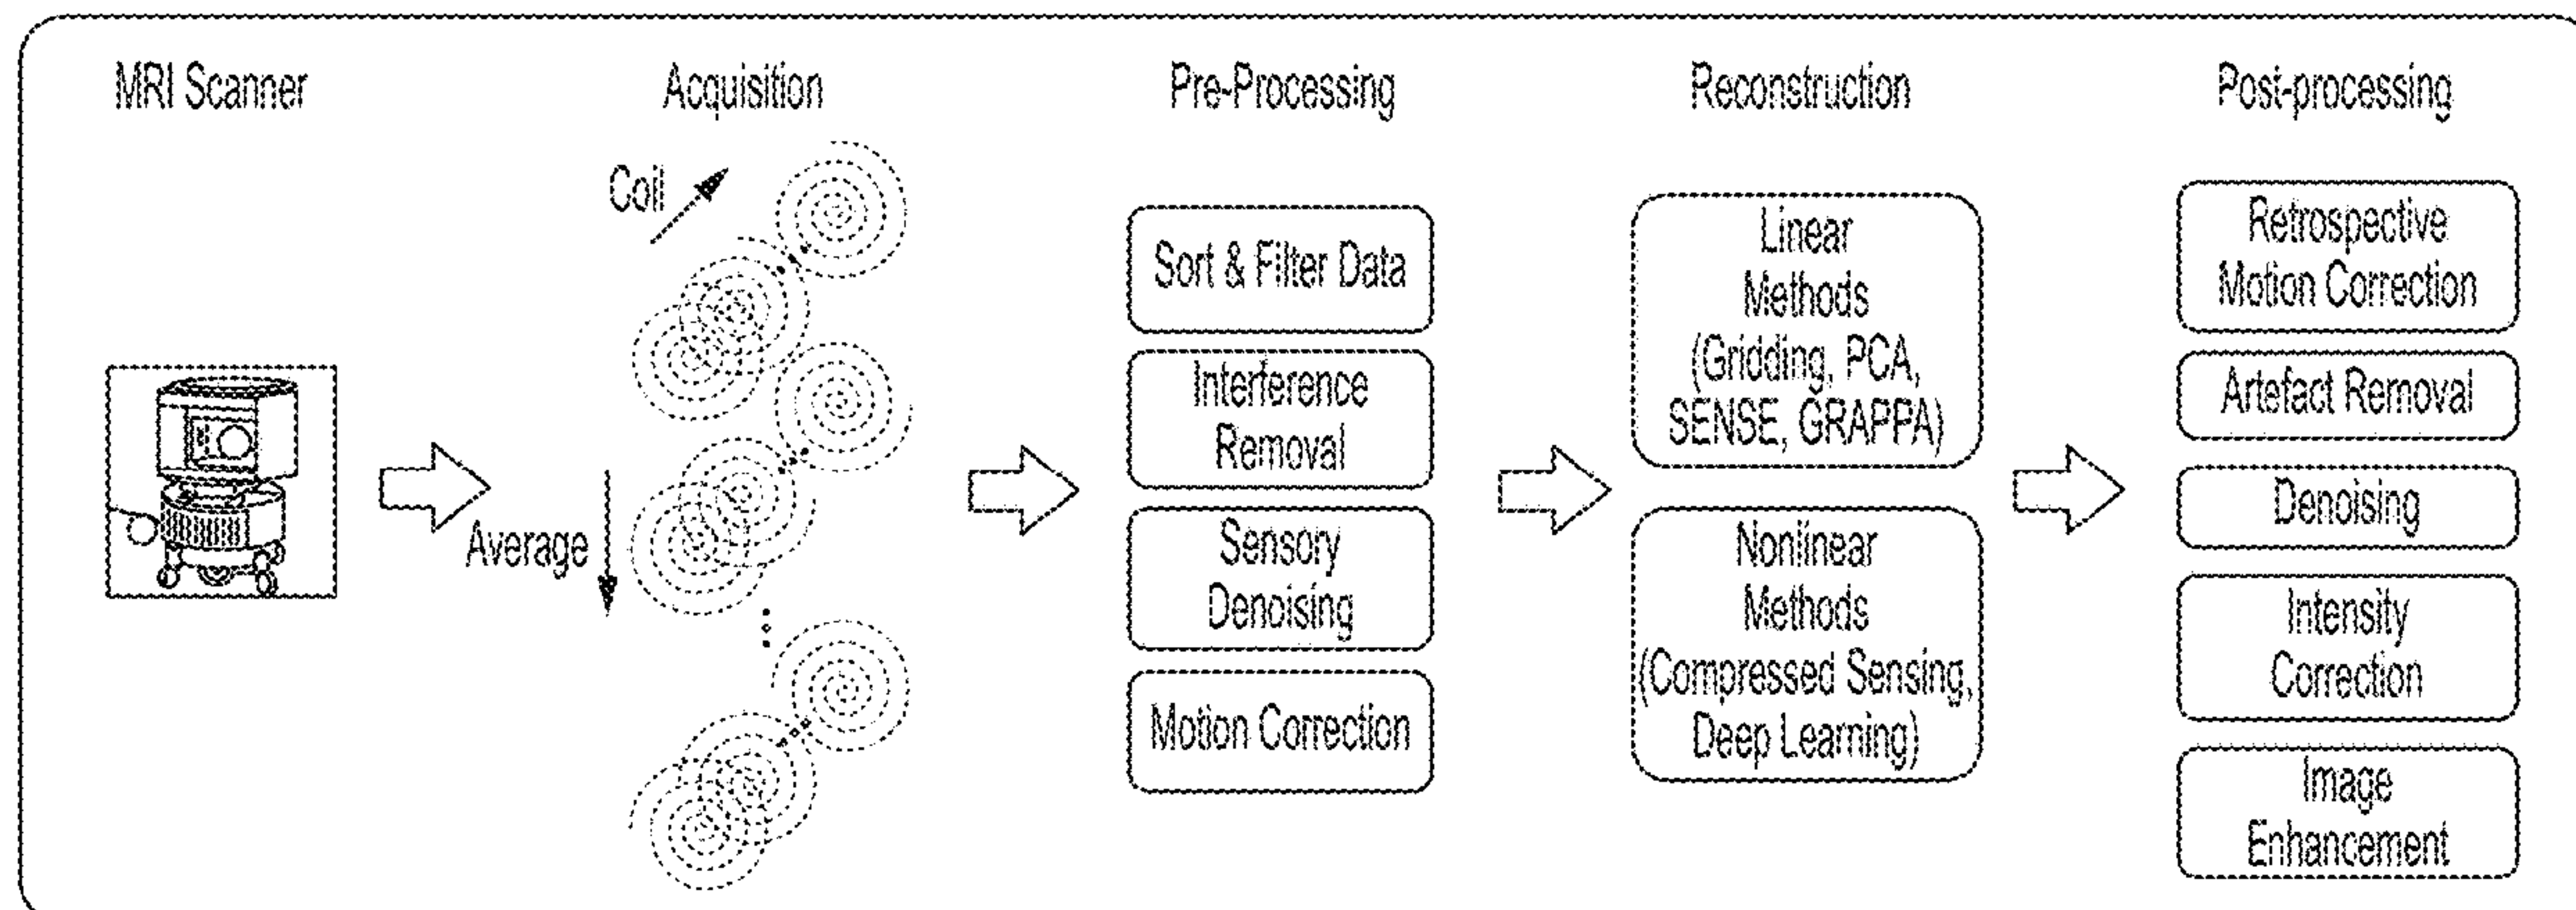 MRI Scanner
Acquisition
Pre-Processing
Reconstruction
Post-processing
Coil
Average
Sort & Filter Data
Interference
Removal
Sensory
Denoising
Motion Correction
Linear
Methods
(Gridding, PCA,
SENSE, GRAPPA)
Nonlinear
Methods
(Compressed Sensing,
Deep Learning)
Retrospective
Motion Correction
Artefact Removal
Denoising
Intensity
Correction
Image
Enhancement